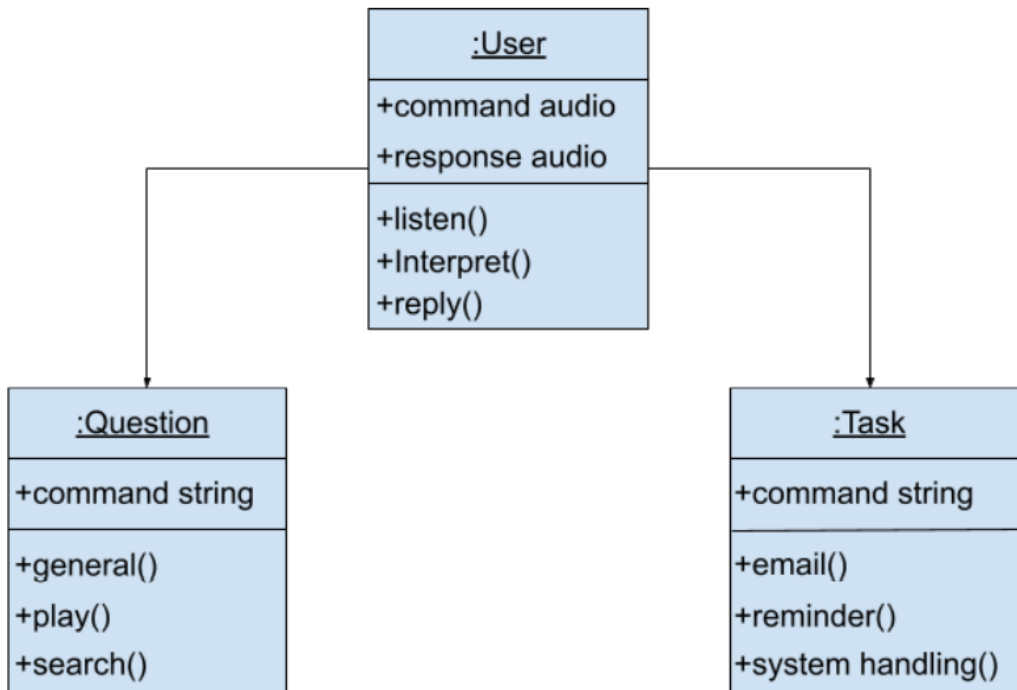 :User
+command audio
+response audio
+listen()
+Interpret()
+reply()
:Question
+command string
+general()
+play()
+search()
:Task
+command string
+email()
+reminder()
+system handling()